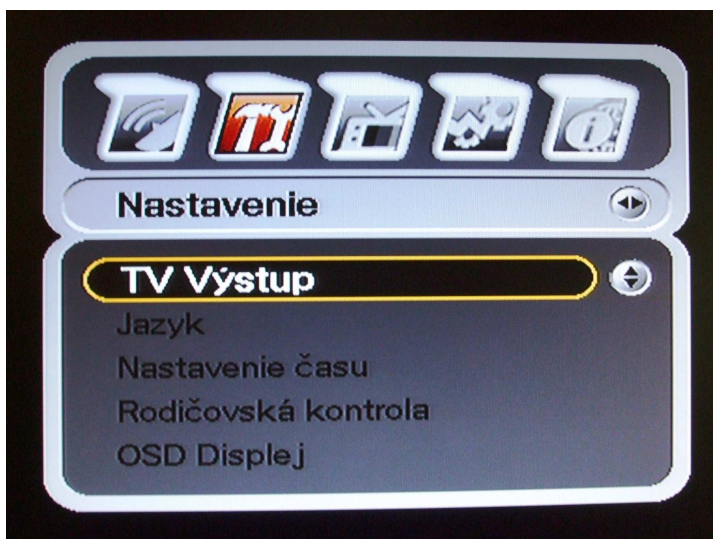 Nastavenie
TV Výstup
Jazyk
Nastavenie času
Rodičovská kontrola
OSD Displej